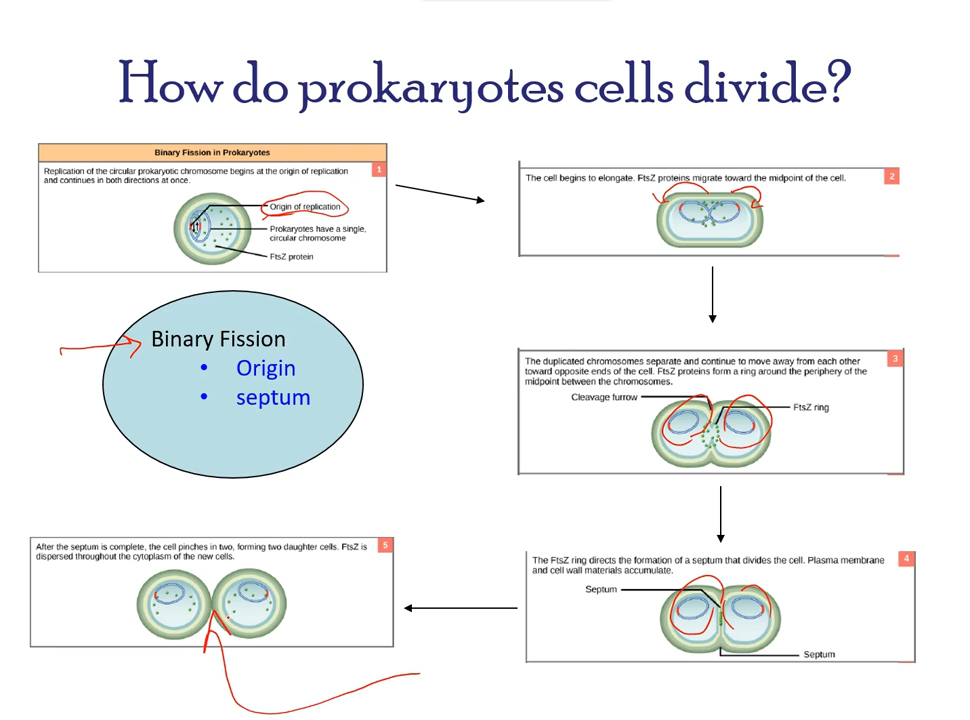 How do prokaryotes cells divide?
Binary Fission in Prokaryotes
Replication of the circular prokaryotic chromosome begins at the origin of replication
and continues in both directions at once.
1
Origin of replication
Prokaryotes have a single,
circular chromosome
FtsZ protein
The cell begins to elongate. FtsZ proteins migrate toward the midpoint of the cell.
2
Binary Fission
• Origin
• septum
The duplicated chromosomes separate and continue to move away from each other
toward opposite ends of the cell. FtsZ proteins form a ring around the periphery of the
midpoint between the chromosomes.
3
Cleavage furrow
FtsZ ring
The FtsZ ring directs the formation of a septum that divides the cell. Plasma membrane
and cell wall materials accumulate.
4
Septum
Septum
After the septum is complete, the cell pinches in two, forming two daughter cells. FtsZ is
dispersed throughout the cytoplasm of the new cells.
5